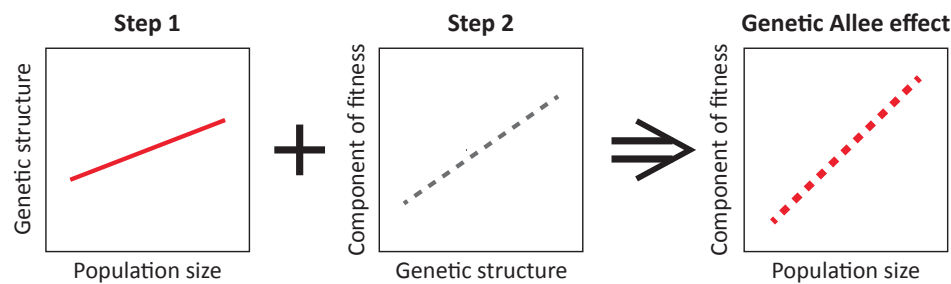 Step 1
Step 2
Genetic Allee effect
Genetic structure
Population size
Component of fitness
Genetic structure
Component of fitness
Population size